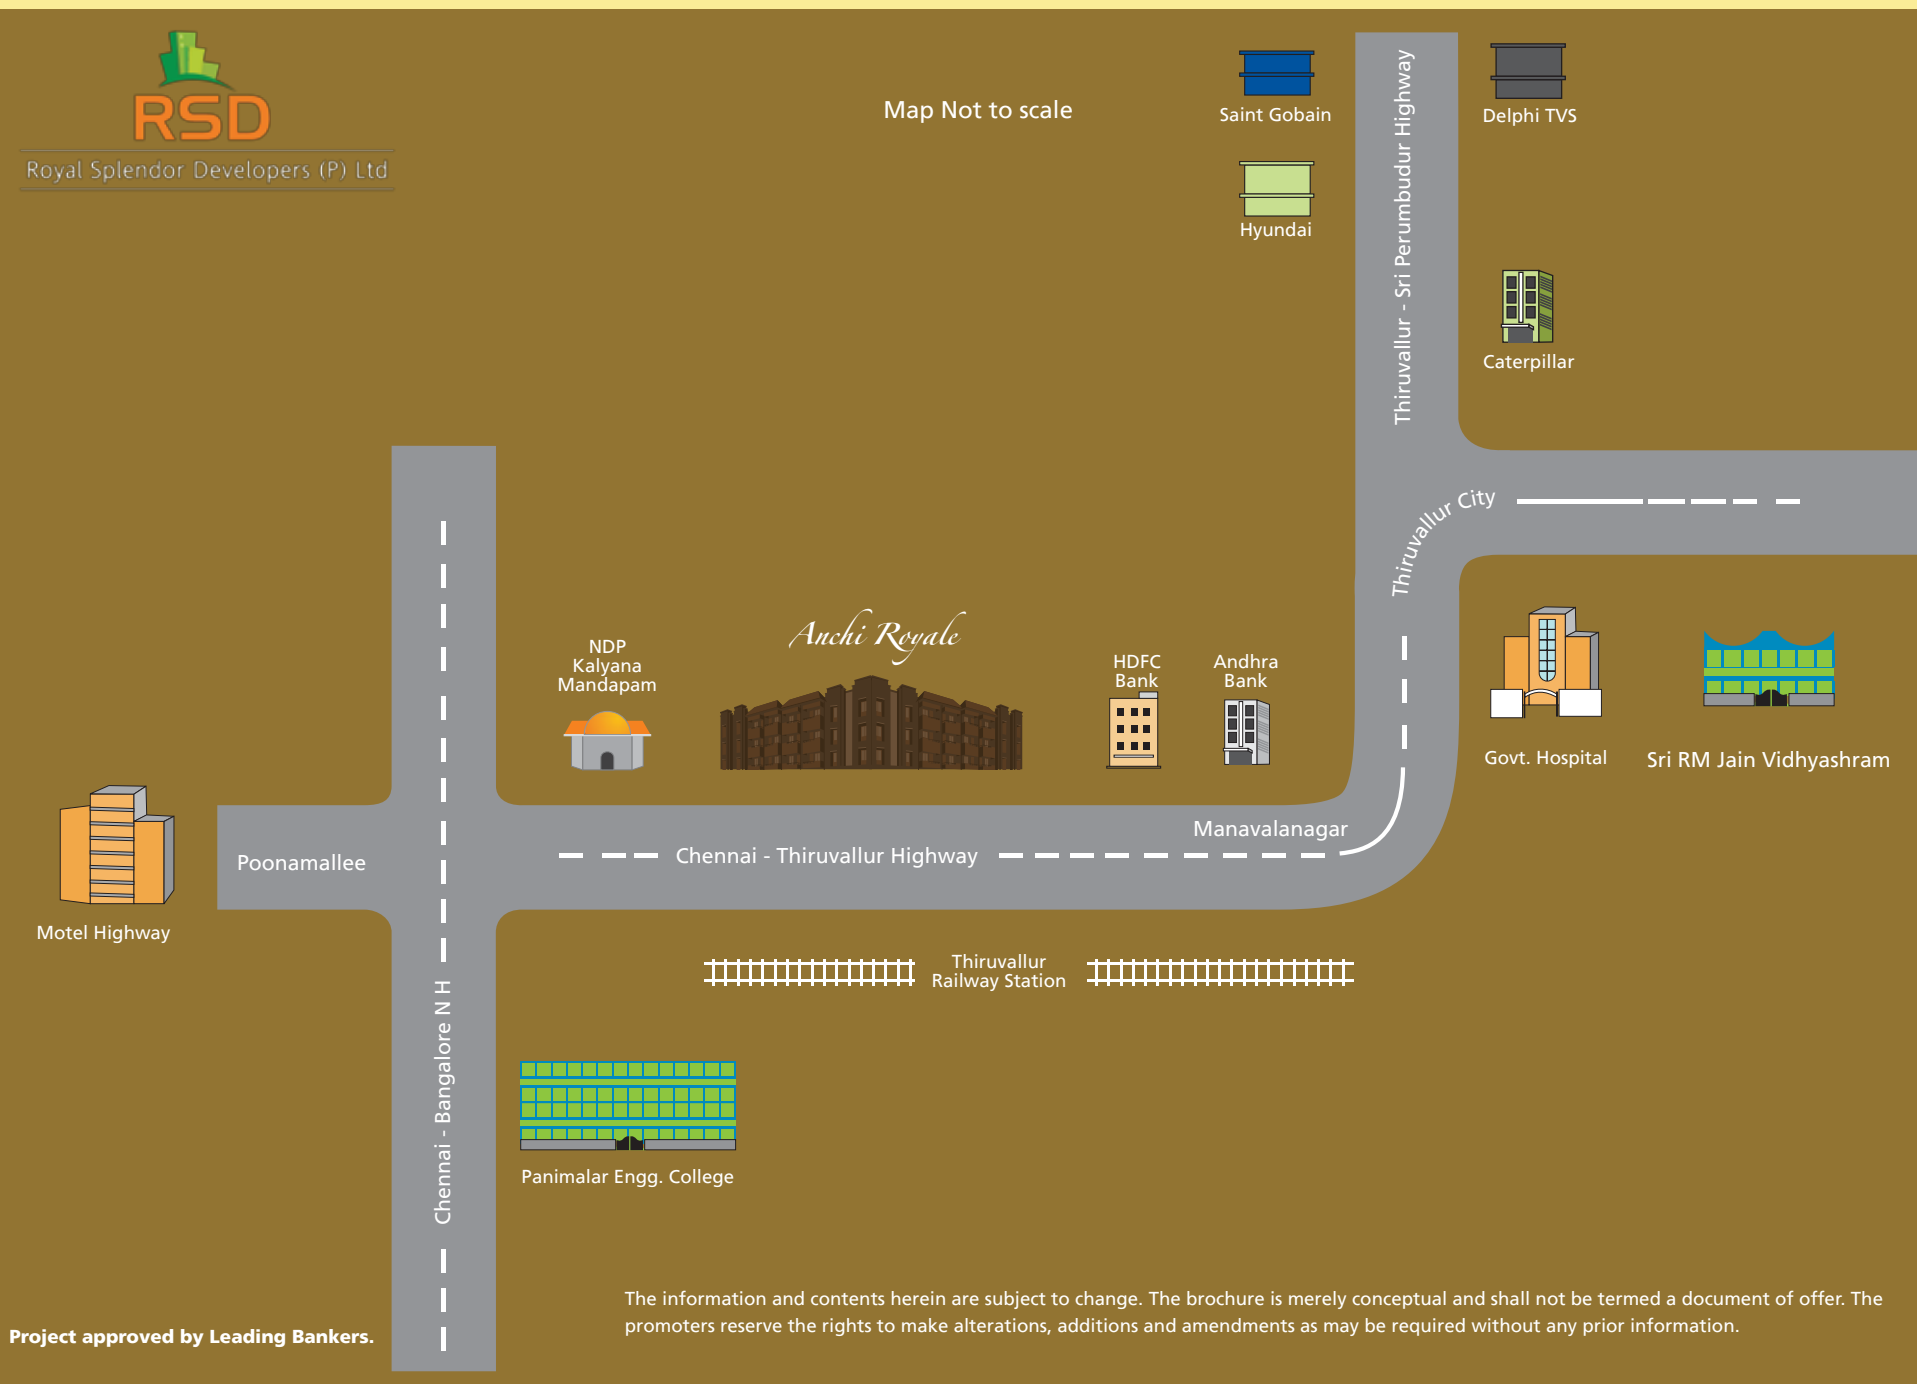 RSD
Royal Splendor Developers (P) Ltd
Map Not to scale
Saint Gobain
Delphi TVS
Hyundai
Thiruvallur - Sri Perumbudur Highway
Caterpillar
Thiruvallur City
NDP
Kalyana
Mandapam
Anchi Royale
HDFC
Bank
Andhra
Bank
Govt. Hospital
Sri RM Jain Vidhyashram
Manavalanagar
Poonamallee
Chennai - Thiruvallur Highway
Motel Highway
Thiruvallur
Railway Station
Chennai - Bangalore N H
Panimalar Engg. College
The information and contents herein are subject to change. The brochure is merely conceptual and shall not be termed a document of offer. The
promoters reserve the rights to make alterations, additions and amendments as may be required without any prior information.
Project approved by Leading Bankers.